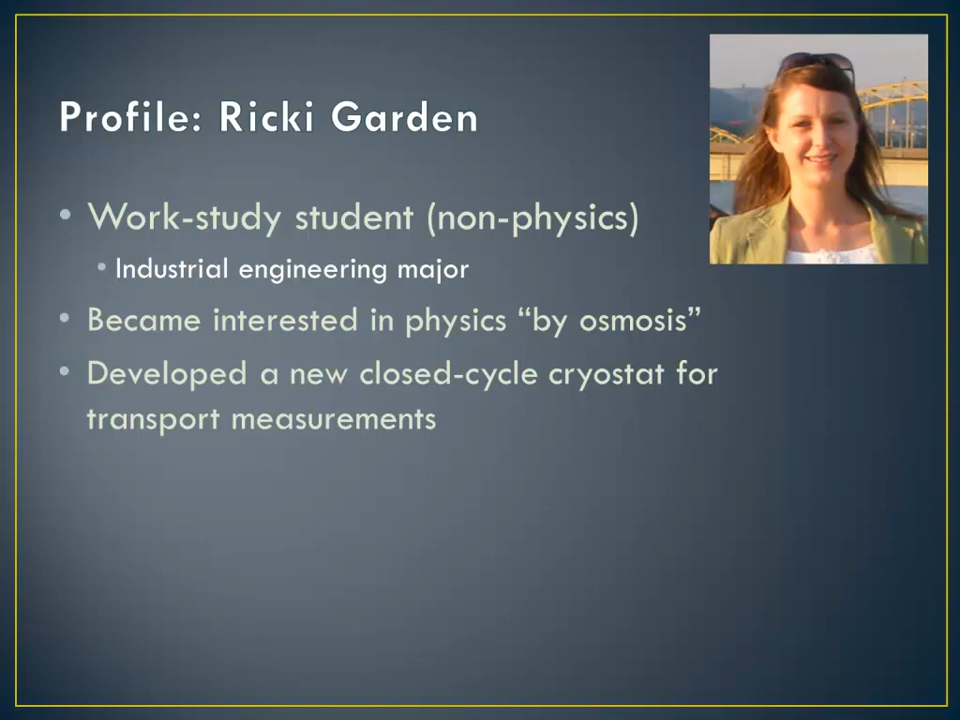 Profile: Ricki Garden
• Work-study student (non-physics)
• Industrial engineering major
• Became interested in physics “by osmosis”
• Developed a new closed-cycle cryostat for
transport measurements